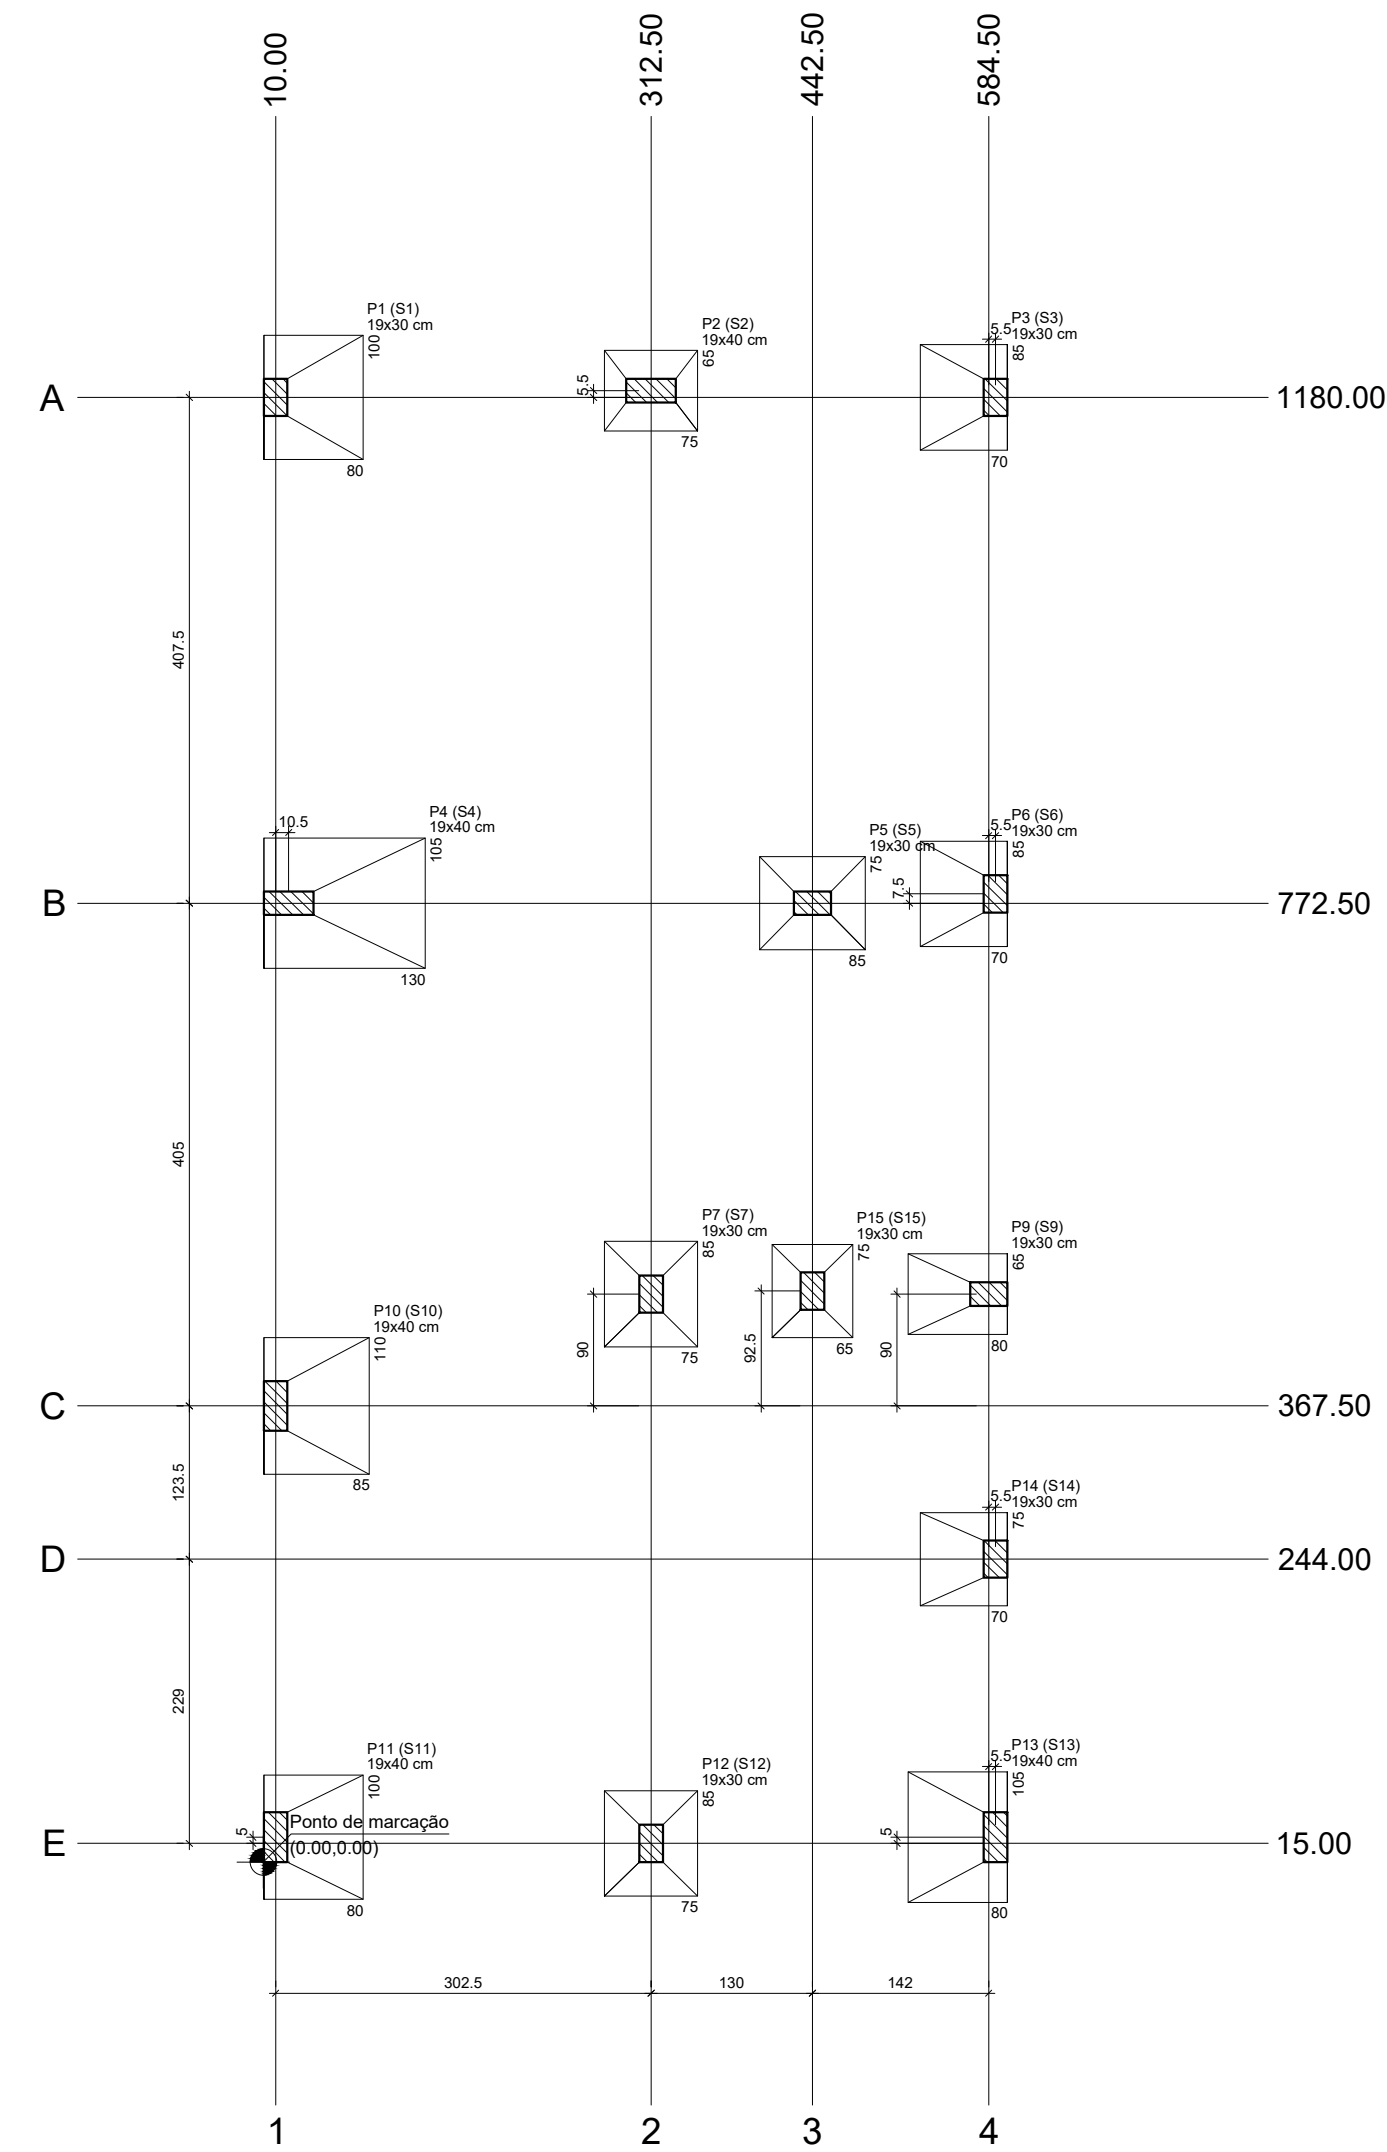 10.00
312.50
442.50
584.50
P1 (S1)
19x30 cm
100
80
P2 (S2)
19x40 cm
65
5.5
75
P3 (S3)
5.5
19x30 cm
85
70
A
1180.00
407.5
P4 (S4)
19x40 cm
10.5
105
130
P5 (S5)
19x30 cm
75
85
P6 (S6)
5.5
19x30 cm
85
7.5
70
B
772.50
405
P7 (S7)
19x30 cm
85
90
75
P15 (S15)
19x30 cm
75
92.5
65
P9 (S9)
19x30 cm
65
90
80
P10 (S10)
19x40 cm
110
85
C
367.50
123.5
P14 (S14)
5.5
19x30 cm
75
70
D
244.00
229
P11 (S11)
19x40 cm
100
Ponto de marcação
(0.00,0.00)
5
80
P12 (S12)
19x30 cm
85
75
P13 (S13)
5.5
19x40 cm
105
5
80
E
15.00
302.5
130
142
1
2
3
4